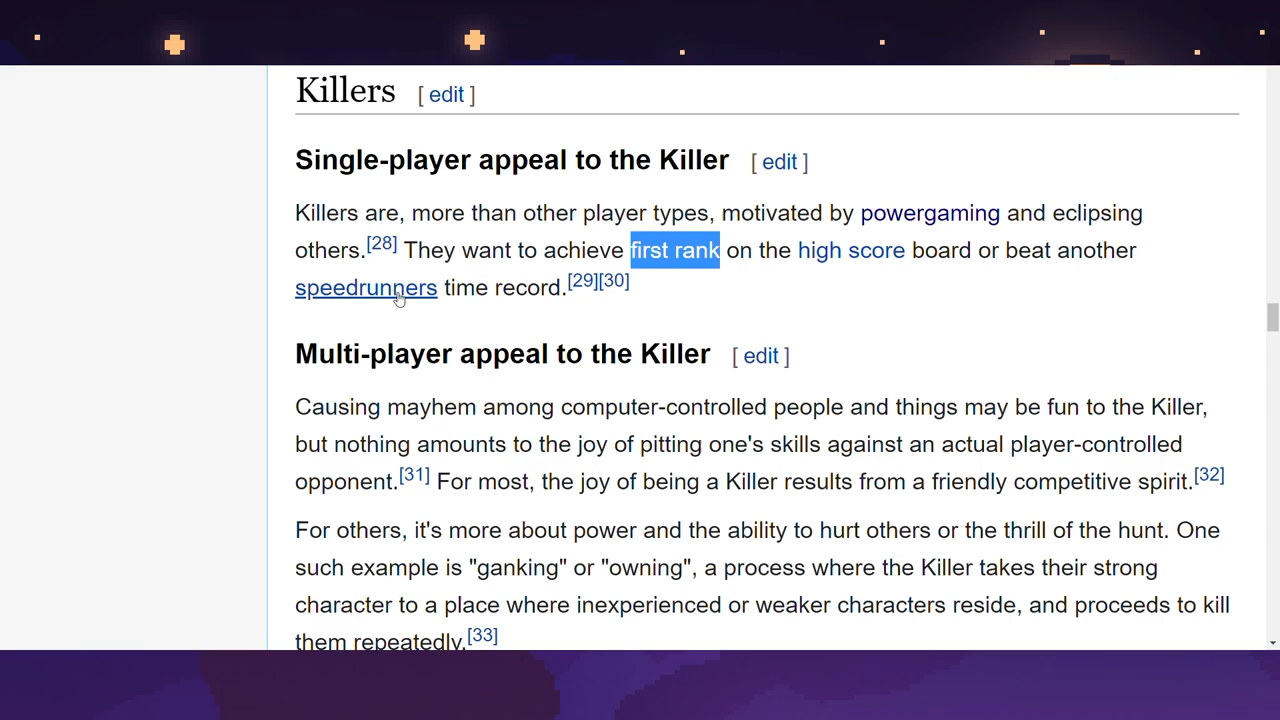 Killers [ edit ]
Single-player appeal to the Killer [ edit ]
Killers are, more than other player types, motivated by powergaming and eclipsing
others.[28] They want to achieve first rank on the high score board or beat another
speedrunners time record.[29][30]
Multi-player appeal to the Killer [ edit ]
Causing mayhem among computer-controlled people and things may be fun to the Killer,
but nothing amounts to the joy of pitting one's skills against an actual player-controlled
opponent.[31] For most, the joy of being a Killer results from a friendly competitive spirit.[32]
For others, it's more about power and the ability to hurt others or the thrill of the hunt. One
such example is "ganking" or "owning", a process where the Killer takes their strong
character to a place where inexperienced or weaker characters reside, and proceeds to kill
them repeatedly.[33]